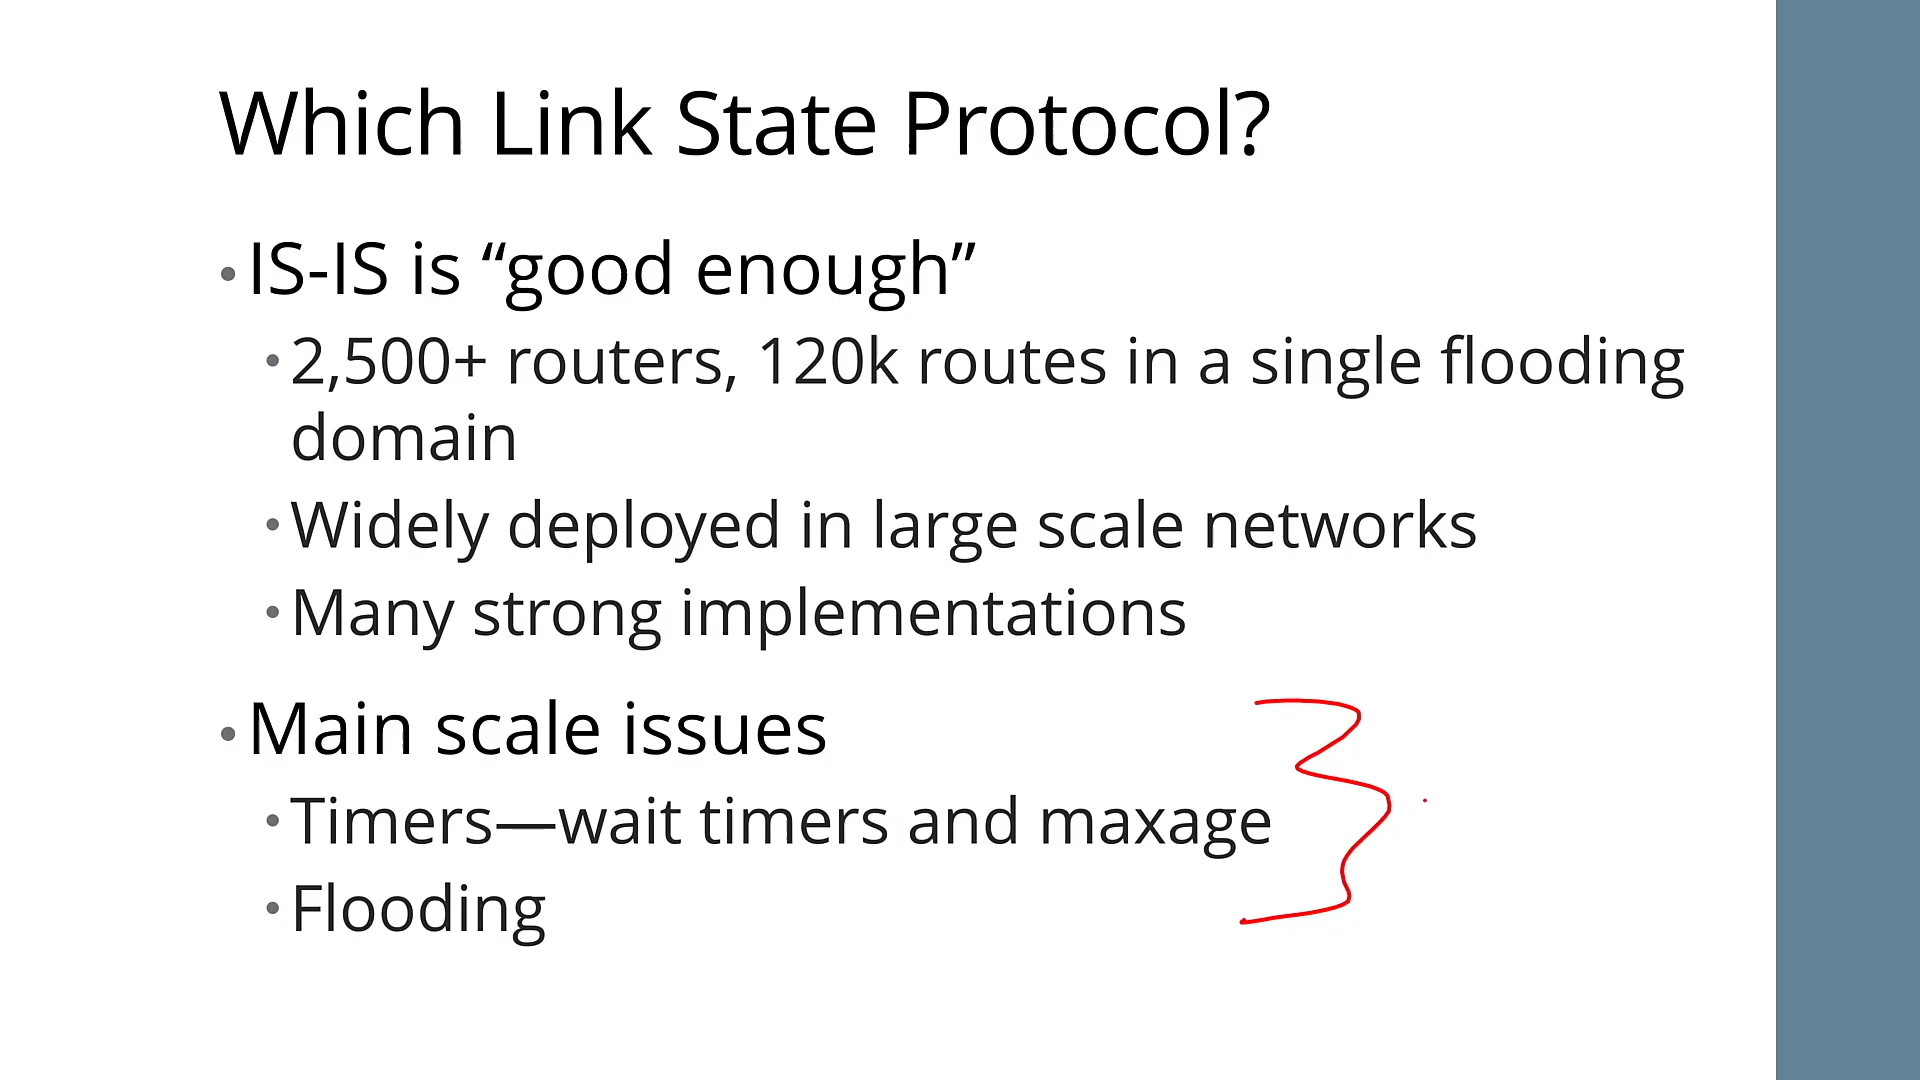 Which Link State Protocol?
• IS-IS is “good enough”
• 2,500+ routers, 120k routes in a single flooding
domain
• Widely deployed in large scale networks
• Many strong implementations
• Main scale issues
• Timers—wait timers and maxage
• Flooding